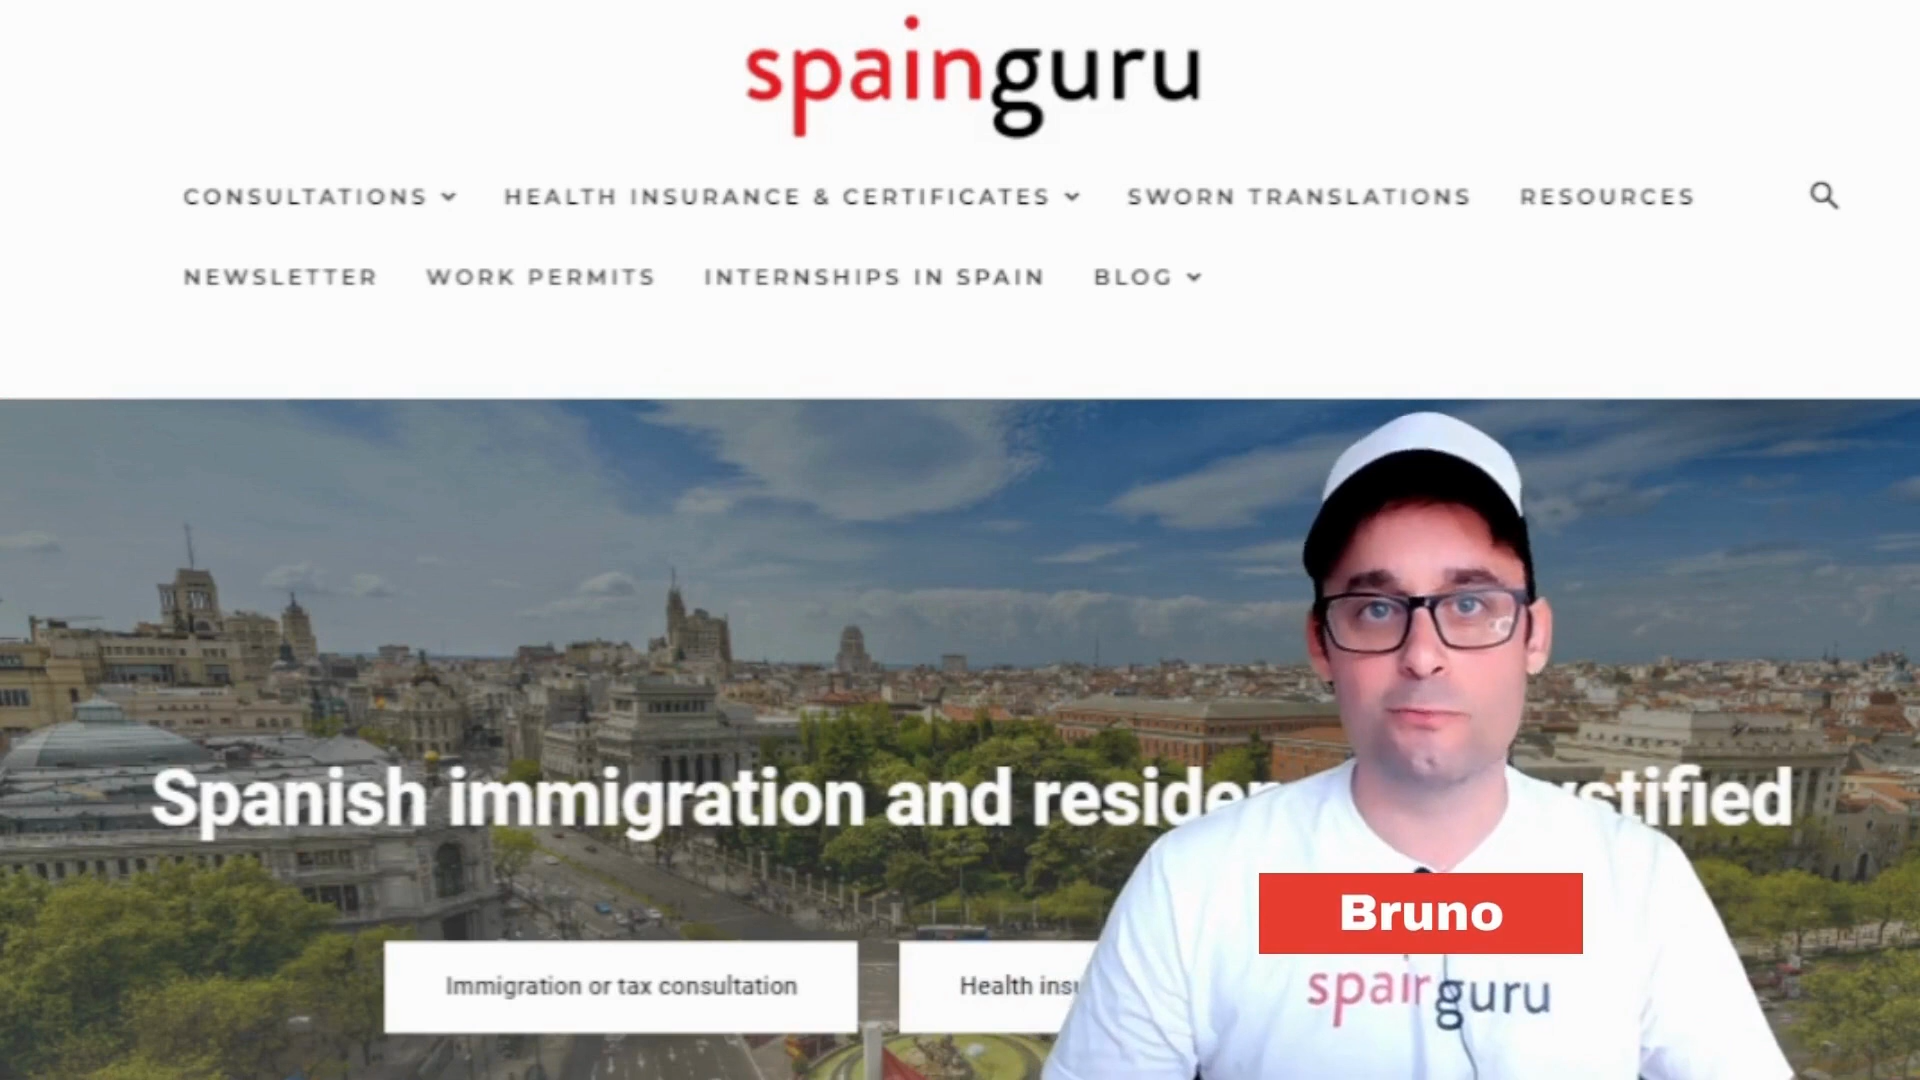 spainguru
CONSULTATIONS HEALTH INSURANCE & CERTIFICATES SWORN TRANSLATIONS RESOURCES
NEWSLETTER WORK PERMITS INTERNSHIPS IN SPAIN BLOG
Spanish immigration and
Immigration or tax consultation
Health
Bruno
spainguru